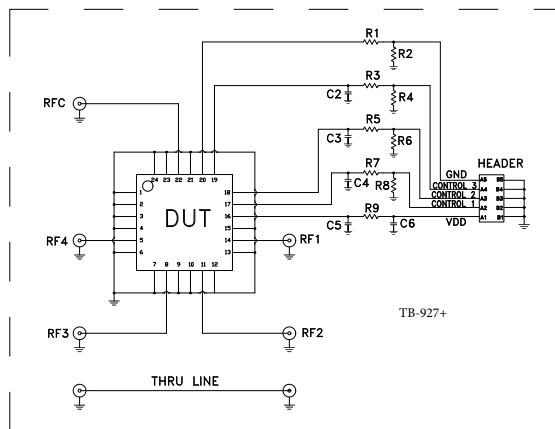 R1
R2
RFC
R3
C2
R4
R5
C3
R6
HEADER
24 23 22 21 20 19
R7
GND
C4
R8
A5 B5
CONTROL 3
A4 B4
CONTROL 2
A3 B3
CONTROL 1
A2 B2
VDD
A1 B1
1 18
2 17
3 16
4 15
5 14
6 13
DUT
R9
C5
C6
RF4
RF1
7 8 9 10 11 12
TB-927+
RF3
RF2
THRU LINE